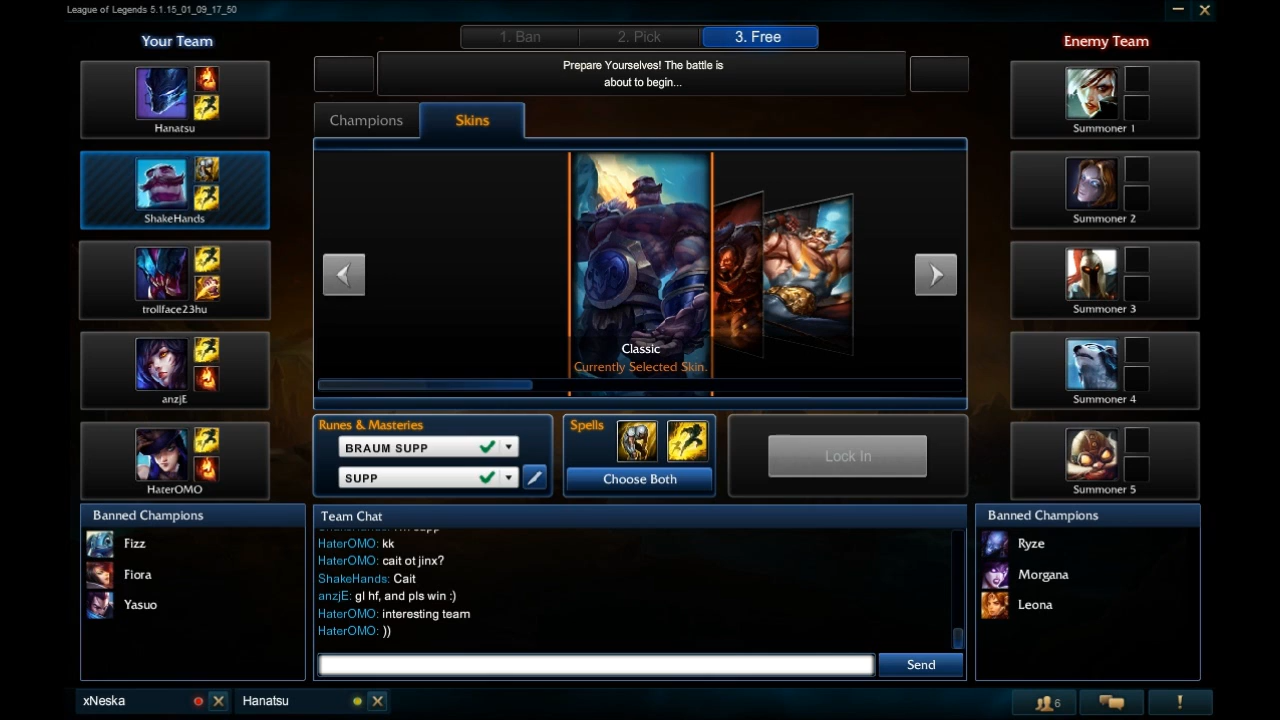 League of Legends 5.1.15_01_09_17_50
Your Team
1. Ban
2. Pick
3. Free
Enemy Team
Prepare Yourselves! The battle is
about to begin...
Hanatsu
ShakeHands
trollface23hu
anzjE
HaterOMO
Champions
Skins
Classic
Currently Selected Skin.
Summoner 1
Summoner 2
Summoner 3
Summoner 4
Summoner 5
Runes & Masteries
BRAUM SUPP
SUPP
Spells
Choose Both
Lock In
Banned Champions
Fizz
Fiora
Yasuo
Team Chat
HaterOMO: kk
HaterOMO: cait ot jinx?
ShakeHands: Cait
anzjE: gl hf, and pls win :)
HaterOMO: interesting team
HaterOMO: ))
Send
Banned Champions
Ryze
Morgana
Leona
xNeska
Hanatsu
6